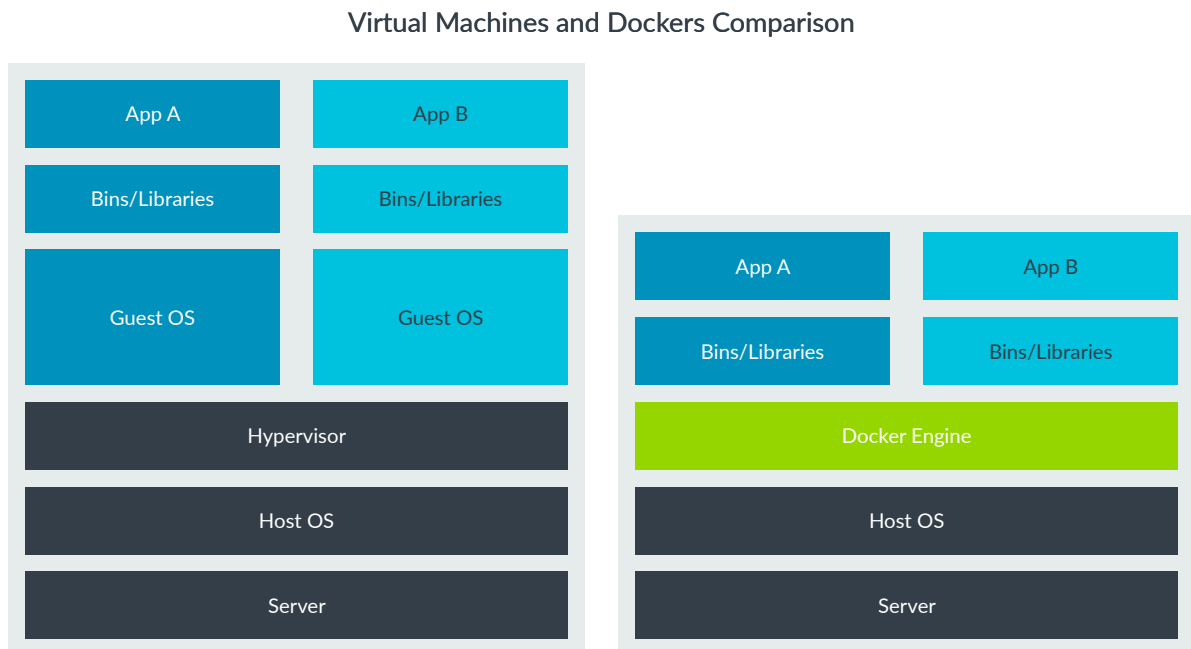 Virtual Machines and Dockers Comparison
App A
App B
Bins/Libraries
Bins/Libraries
Guest OS
Guest OS
Hypervisor
Host OS
Server
App A
App B
Bins/Libraries
Bins/Libraries
Docker Engine
Host OS
Server